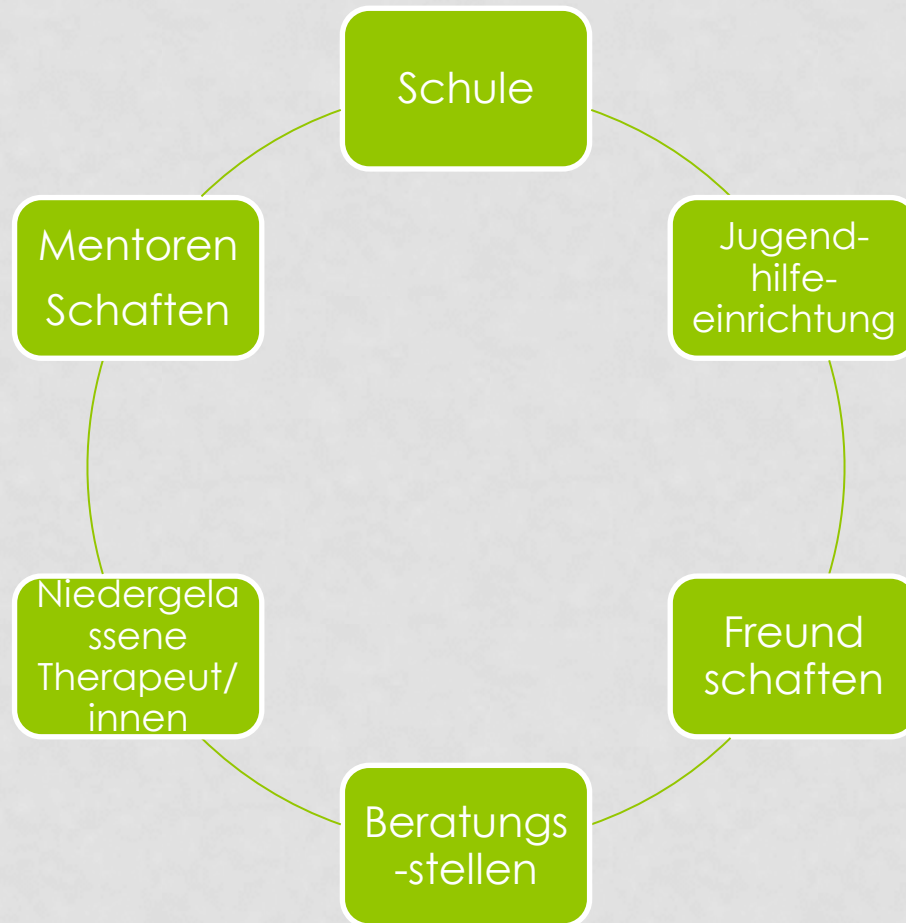 Schule
Mentoren
Schaften
Jugend-
hilfe-
einrichtung
Niedergela
ssene
Therapeut/
innen
Freund
schaften
Beratungs
-stellen